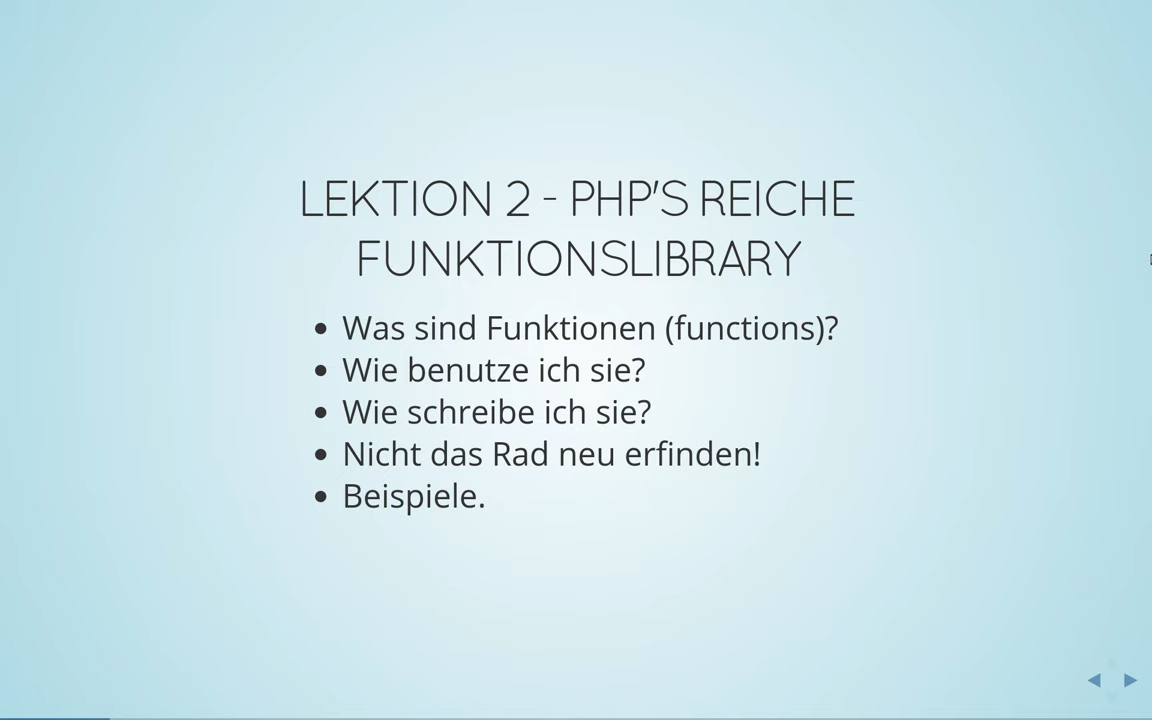 LEKTION 2 - PHP'S REICHE
FUNKTIONSLIBRARY
Was sind Funktionen (functions)?
Wie benutze ich sie?
Wie schreibe ich sie?
Nicht das Rad neu erfinden!
Beispiele.